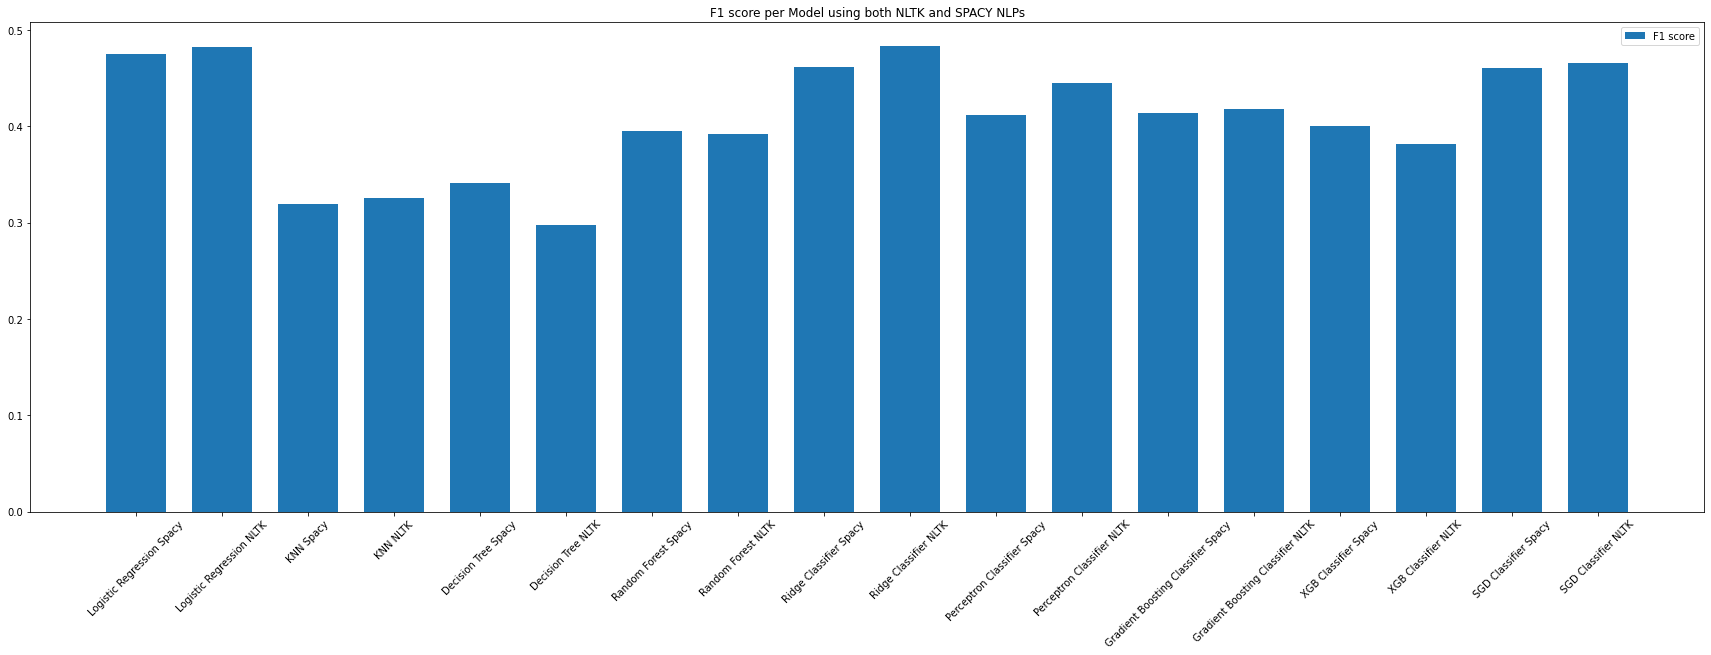 F1 score per Model using both NLTK and SPACY NLPs
F1 score
0.5
0.4
0.3
0.2
0.1
0.0
Logistic Regression Spacy
Logistic Regression NLTK
KNN Spacy
KNN NLTK
Decision Tree Spacy
Decision Tree NLTK
Random Forest Spacy
Random Forest NLTK
Ridge Classifier Spacy
Ridge Classifier NLTK
Perceptron Classifier Spacy
Perceptron Classifier NLTK
Gradient Boosting Classifier Spacy
Gradient Boosting Classifier NLTK
XGB Classifier Spacy
XGB Classifier NLTK
SGD Classifier Spacy
SGD Classifier NLTK